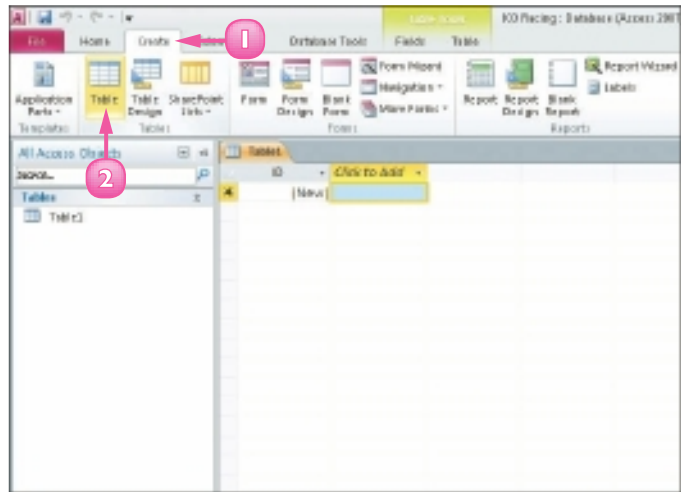 KO Racing : Database (Access 2007
File Home Create Database Tools Fields Table
1
Application Parts Table Table Design SharePoint Lists Form Form Design Blank Form Form Wizard Navigation More Forms Report Report Design Blank Report Report Wizard Labels
Templates Tables Forms Reports
All Access Objects
Search...
2
Tables
Table1
Table1
ID Click to Add
(New)